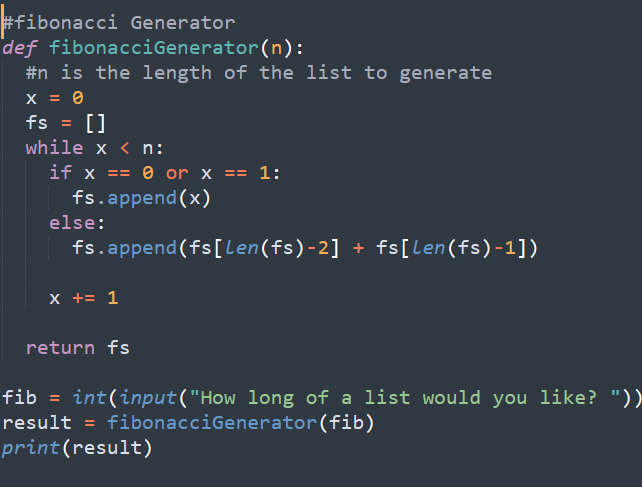 #fibonacci Generator
def fibonacciGenerator(n):
  #n is the length of the list to generate
  x = 0
  fs = []
  while x < n:
    if x == 0 or x == 1:
      fs.append(x)
    else:
      fs.append(fs[len(fs)-2] + fs[len(fs)-1])

    x += 1

  return fs

fib = int(input("How long of a list would you like? "))
result = fibonacciGenerator(fib)
print(result)